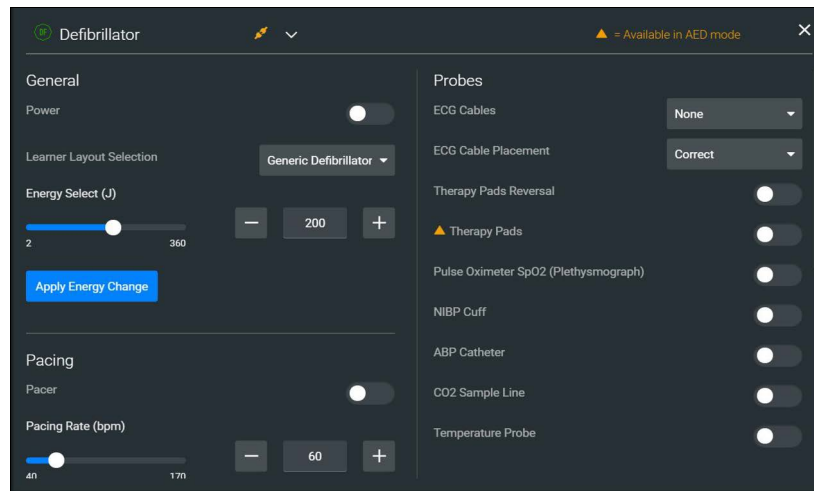 DF Defibrillator
= Available in AED mode
General
Power
Learner Layout Selection
Generic Defibrillator
Energy Select (J)
200
2
360
Apply Energy Change
Pacing
Pacer
Pacing Rate (bpm)
60
40
170
Probes
ECG Cables
None
ECG Cable Placement
Correct
Therapy Pads Reversal
Therapy Pads
Pulse Oximeter SpO2 (Plethysmograph)
NIBP Cuff
ABP Catheter
CO2 Sample Line
Temperature Probe